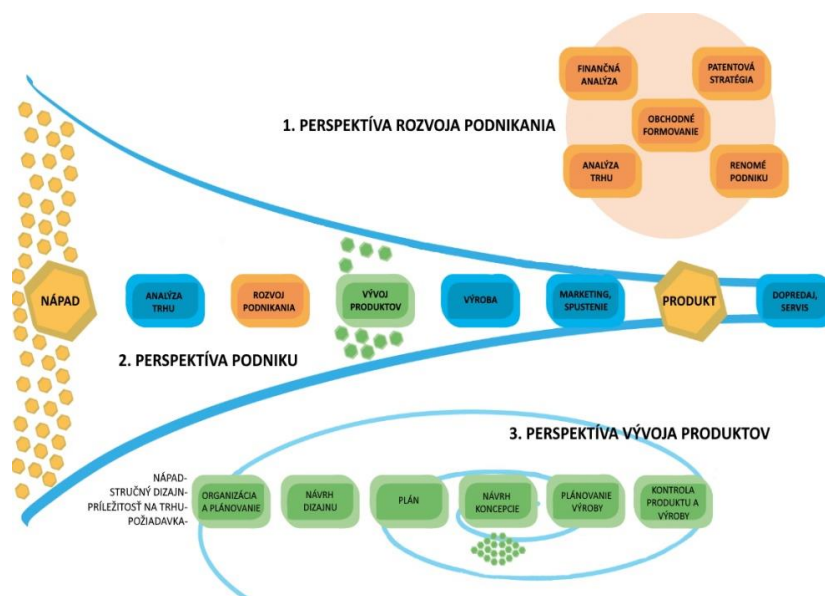 FINANČNÁ
ANALÝZA
PATENTOVÁ
STRATÉGIA
1. PERSPEKTÍVA ROZVOJA PODNIKANIA
OBCHODNÉ
FORMOVANIE
ANALÝZA
TRHU
RENOMÉ
PODNIKU
NÁPAD
ANALÝZA
TRHU
ROZVOJ
PODNIKANIA
VÝVOJ
PRODUKTOV
VÝROBA
MARKETING,
SPUSTENIE
PRODUKT
DOPREDAJ,
SERVIS
2. PERSPEKTÍVA PODNIKU
3. PERSPEKTÍVA VÝVOJA PRODUKTOV
NÁPAD-
STRUČNÝ DIZAJN-
PRÍLEŽITOSŤ NA TRHU-
POŽIADAVKA-
ORGANIZÁCIA
A PLÁNOVANIE
NÁVRH
DIZAJNU
PLÁN
NÁVRH
KONCEPCIE
PLÁNOVANIE
VÝROBY
KONTROLA
PRODUKTU A
VÝROBY